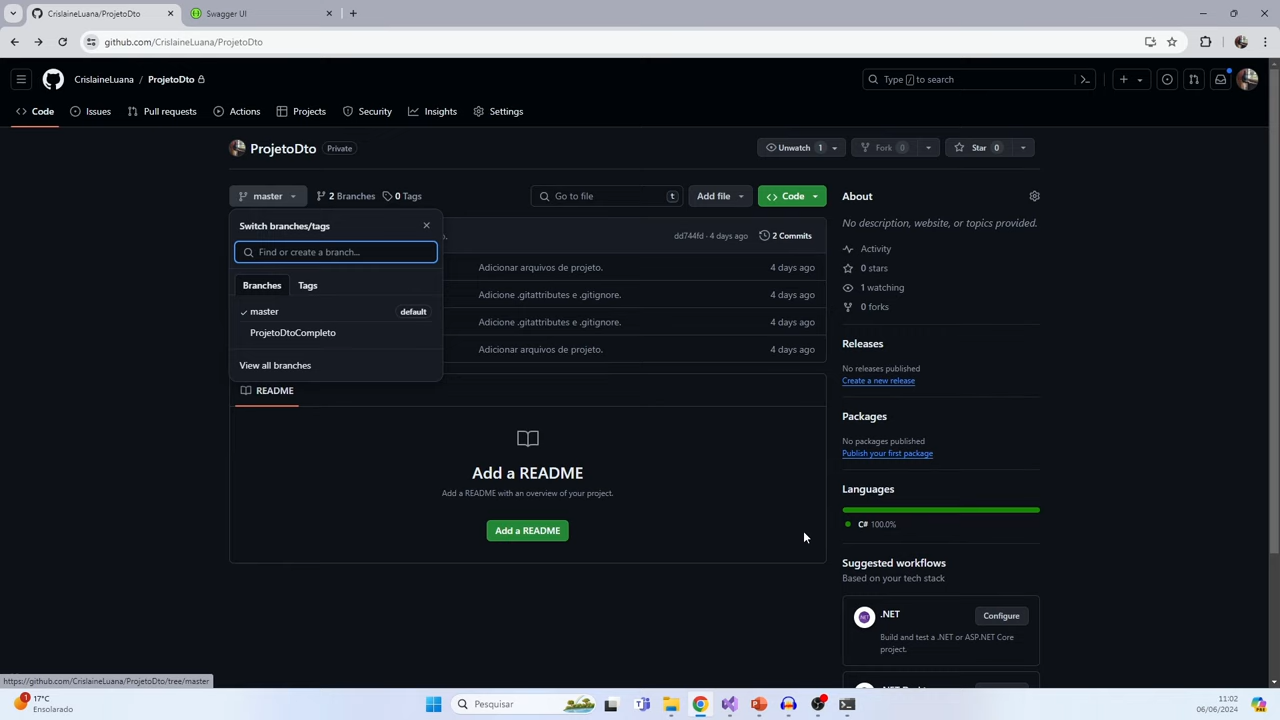 CrislaineLuana/ProjetoDto
Swagger UI
github.com/CrislaineLuana/ProjetoDto
CrislaineLuana / ProjetoDto
Type / to search
Code
Issues
Pull requests
Actions
Projects
Security
Insights
Settings
ProjetoDto
Private
Unwatch 1
Fork 0
Star 0
master
2 Branches
0 Tags
Go to file
t
Add file
Code
Switch branches/tags
Find or create a branch...
Branches
Tags
master
default
ProjetoDtoCompleto
View all branches
dd744fd · 4 days ago
2 Commits
Adicionar arquivos de projeto.
4 days ago
Adicione .gitattributes e .gitignore.
4 days ago
Adicione .gitattributes e .gitignore.
4 days ago
Adicionar arquivos de projeto.
4 days ago
README
Add a README
Add a README with an overview of your project.
Add a README
About
No description, website, or topics provided.
Activity
0 stars
1 watching
0 forks
Releases
No releases published
Create a new release
Packages
No packages published
Publish your first package
Languages
C# 100.0%
Suggested workflows
Based on your tech stack
.NET
.NET
Configure
Build and test a .NET or ASP.NET Core
project.
https://github.com/CrislaineLuana/ProjetoDto/tree/master
17°C
Ensolarado
Pesquisar
11:02
06/06/2024